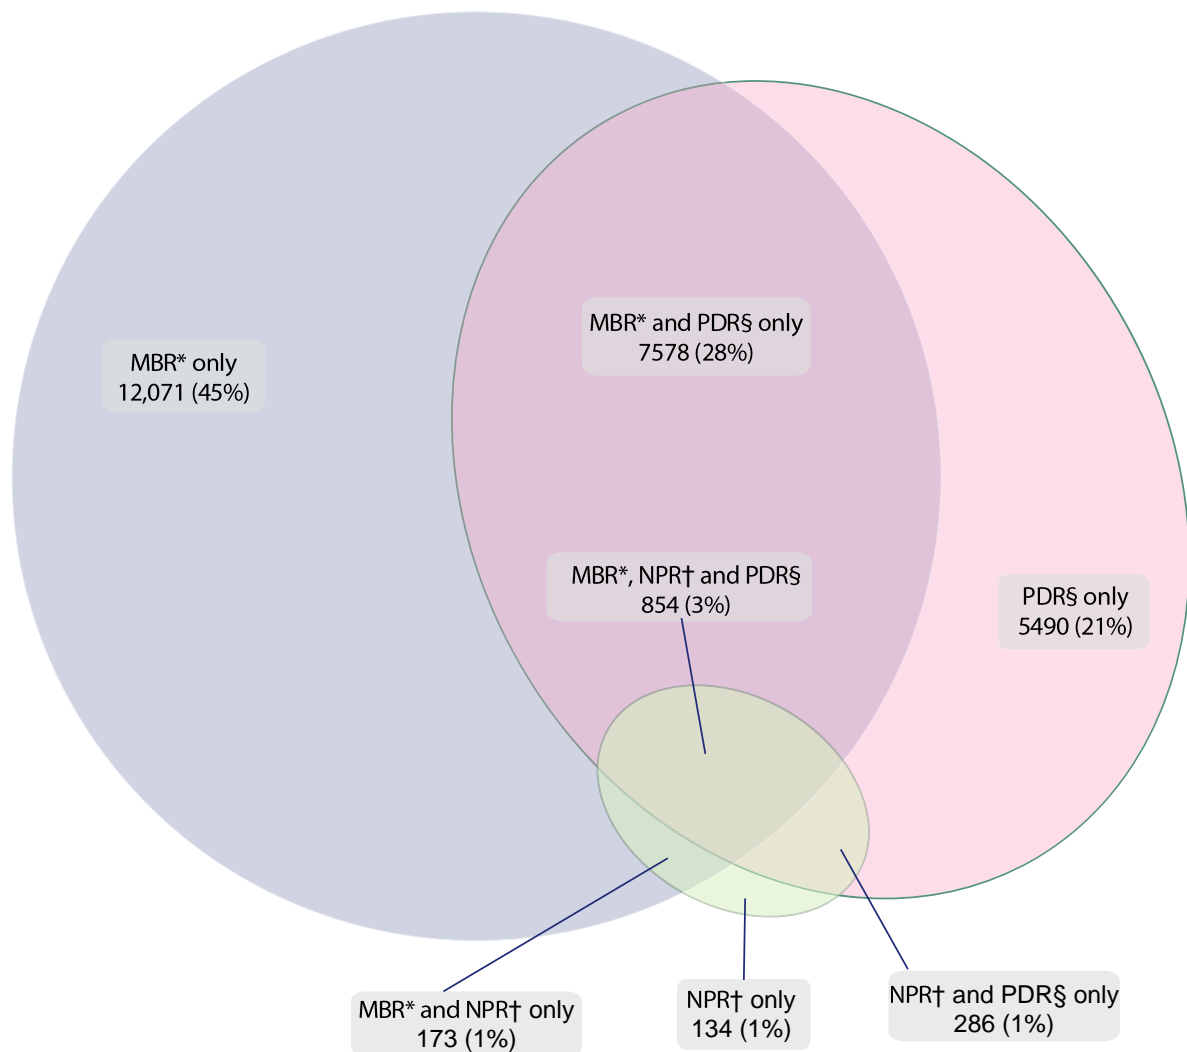 MBR* and PDR§ only
7578 (28%)
MBR* only
12,071 (45%)
MBR*, NPR† and PDR§
854 (3%)
PDR§ only
5490 (21%)
MBR* and NPR† only
173 (1%)
NPR† only
134 (1%)
NPR† and PDR§ only
286 (1%)